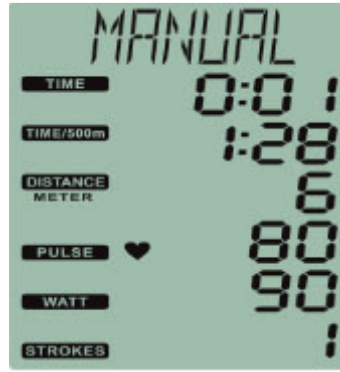 MANUAL
TIME 0:01
TIME/500m 1:28
DISTANCE 6
METER
PULSE 80
WATT 90
STROKES 1